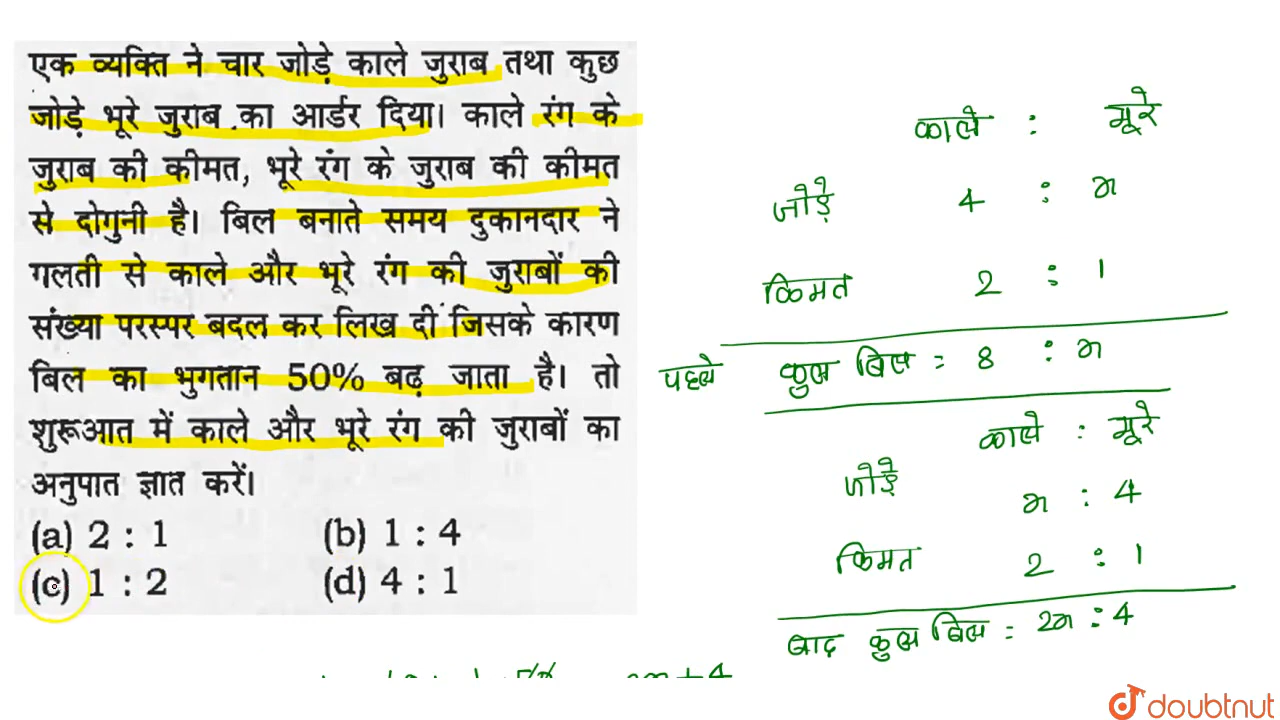 एक व्यक्ति ने चार जोड़े काले जुराब तथा कुछ
जोड़े भूरे जुराब का आर्डर दिया। काले रंग के
जुराब की कीमत, भूरे रंग के जुराब की कीमत
से दोगुनी है। बिल बनाते समय दुकानदार ने
गलती से काले और भूरे रंग की जुराबों की
संख्या परस्पर बदल कर लिख दी जिसके कारण
बिल का भुगतान 50% बढ़ जाता है। तो
शुरूआत में काले और भूरे रंग की जुराबों का
अनुपात ज्ञात करें।
(a) 2 : 1 (b) 1 : 4
(c) 1 : 2 (d) 4 : 1
काले : भूरे
जोड़े 4 : x
किमत 2 : 1
पहले कुल बिल = 8 : x
काले : भूरे
जोड़े x : 4
किमत 2 : 1
बाद कुल बिल = 2x : 4
doubtnut